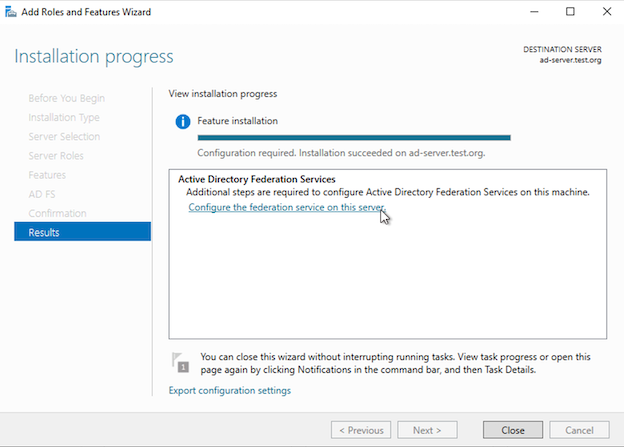 Add Roles and Features Wizard
Installation progress
DESTINATION SERVER
ad-server.test.org
Before You Begin
Installation Type
Server Selection
Server Roles
Features
AD FS
Confirmation
Results
View installation progress
Feature installation
Configuration required. Installation succeeded on ad-server.test.org.
Active Directory Federation Services
Additional steps are required to configure Active Directory Federation Services on this machine.
Configure the federation service on this server.
1
You can close this wizard without interrupting running tasks. View task progress or open this
page again by clicking Notifications in the command bar, and then Task Details.
Export configuration settings
< Previous
Next >
Close
Cancel